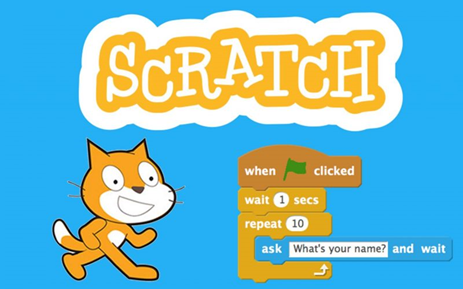 SCRATCH
when clicked
wait 1 secs
repeat 10
ask What's your name? and wait